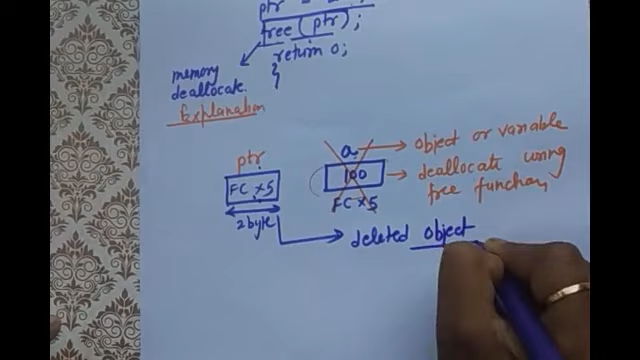 ptr =
free (ptr);
return 0;
}
memory
deallocate.
Explanation
ptr
FC x 5
2 byte
a
100
FC x 5
object or variable
deallocate using
free function
deleted object